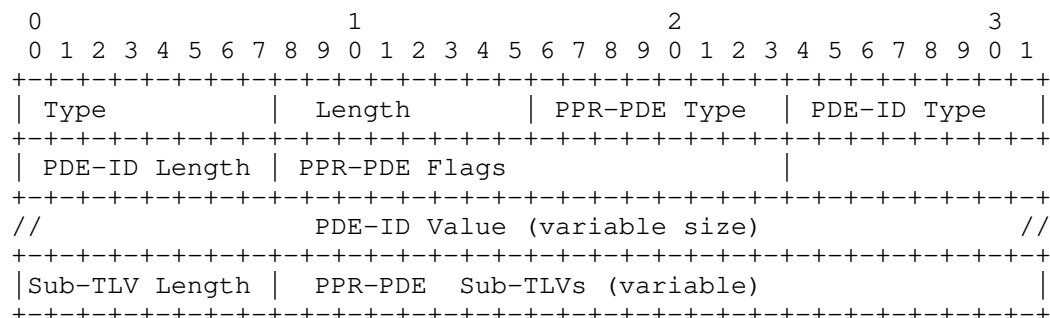 0                   1                   2                   3
 0 1 2 3 4 5 6 7 8 9 0 1 2 3 4 5 6 7 8 9 0 1 2 3 4 5 6 7 8 9 0 1
+-+-+-+-+-+-+-+-+-+-+-+-+-+-+-+-+-+-+-+-+-+-+-+-+-+-+-+-+-+-+-+-+
| Type          |  Length       | PPR-PDE Type  | PDE-ID Type   |
+-+-+-+-+-+-+-+-+-+-+-+-+-+-+-+-+-+-+-+-+-+-+-+-+-+-+-+-+-+-+-+-+
| PDE-ID Length | PPR-PDE Flags                 |
+-+-+-+-+-+-+-+-+-+-+-+-+-+-+-+-+-+-+-+-+-+-+-+-+-+-+-+-+-+-+-+-+
//                 PDE-ID Value (variable size)                //
+-+-+-+-+-+-+-+-+-+-+-+-+-+-+-+-+-+-+-+-+-+-+-+-+-+-+-+-+-+-+-+-+
|Sub-TLV Length |  PPR-PDE  Sub-TLVs (variable)                 |
+-+-+-+-+-+-+-+-+-+-+-+-+-+-+-+-+-+-+-+-+-+-+-+-+-+-+-+-+-+-+-+-+